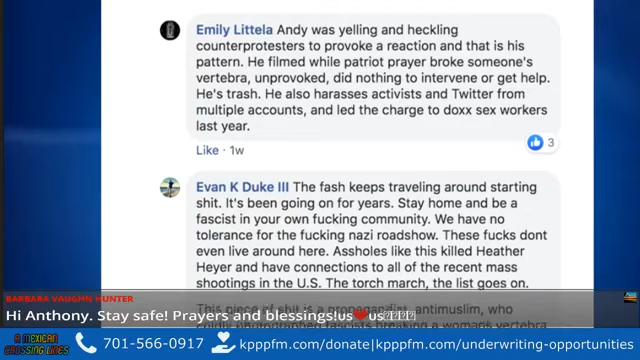 Emily Littela Andy was yelling and heckling
counterprotesters to provoke a reaction and that is his
pattern. He filmed while patriot prayer broke someone's
vertebra, unprovoked, did nothing to intervene or get help.
He's trash. He also harasses activists and Twitter from
multiple accounts, and led the charge to doxx sex workers
last year.
3
Like · 1w
Evan K Duke III The fash keeps traveling around starting
shit. It's been going on for years. Stay home and be a
fascist in your own fucking community. We have no
tolerance for the fucking nazi roadshow. These fucks dont
even live around here. Assholes like this killed Heather
Heyer and have connections to all of the recent mass
shootings in the U.S. The torch march, the list goes on.
This piece of shit is a propagandist, antimuslim, who
BARBARA VAUGHN HUNTER
Hi Anthony. Stay safe! Prayers and blessings!us❤us
A MEXICAN
CROSSING LINES
701-566-0917
kpppfm.com/donate|kpppfm.com/underwriting-opportunities